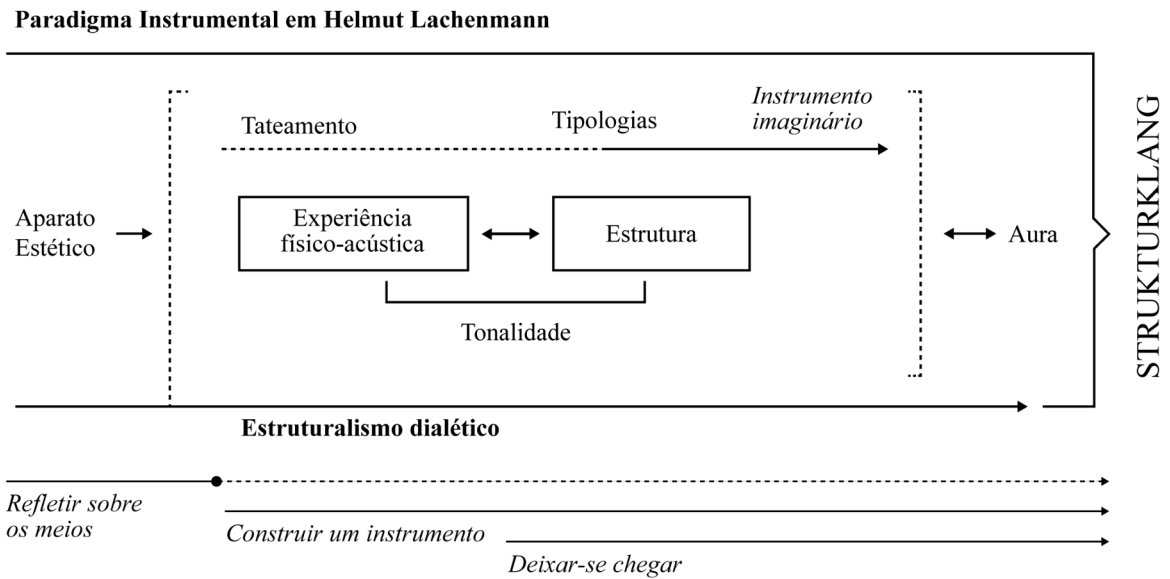 Paradigma Instrumental em Helmut Lachenmann
Tateamento
Tipologias
Instrumento
imaginário
Aparato
Estético
Experiência
físico-acústica
Estrutura
Aura
Tonalidade
STRUKTURKLANG
Estruturalismo dialético
Refletir sobre
os meios
Construir um instrumento
Deixar-se chegar